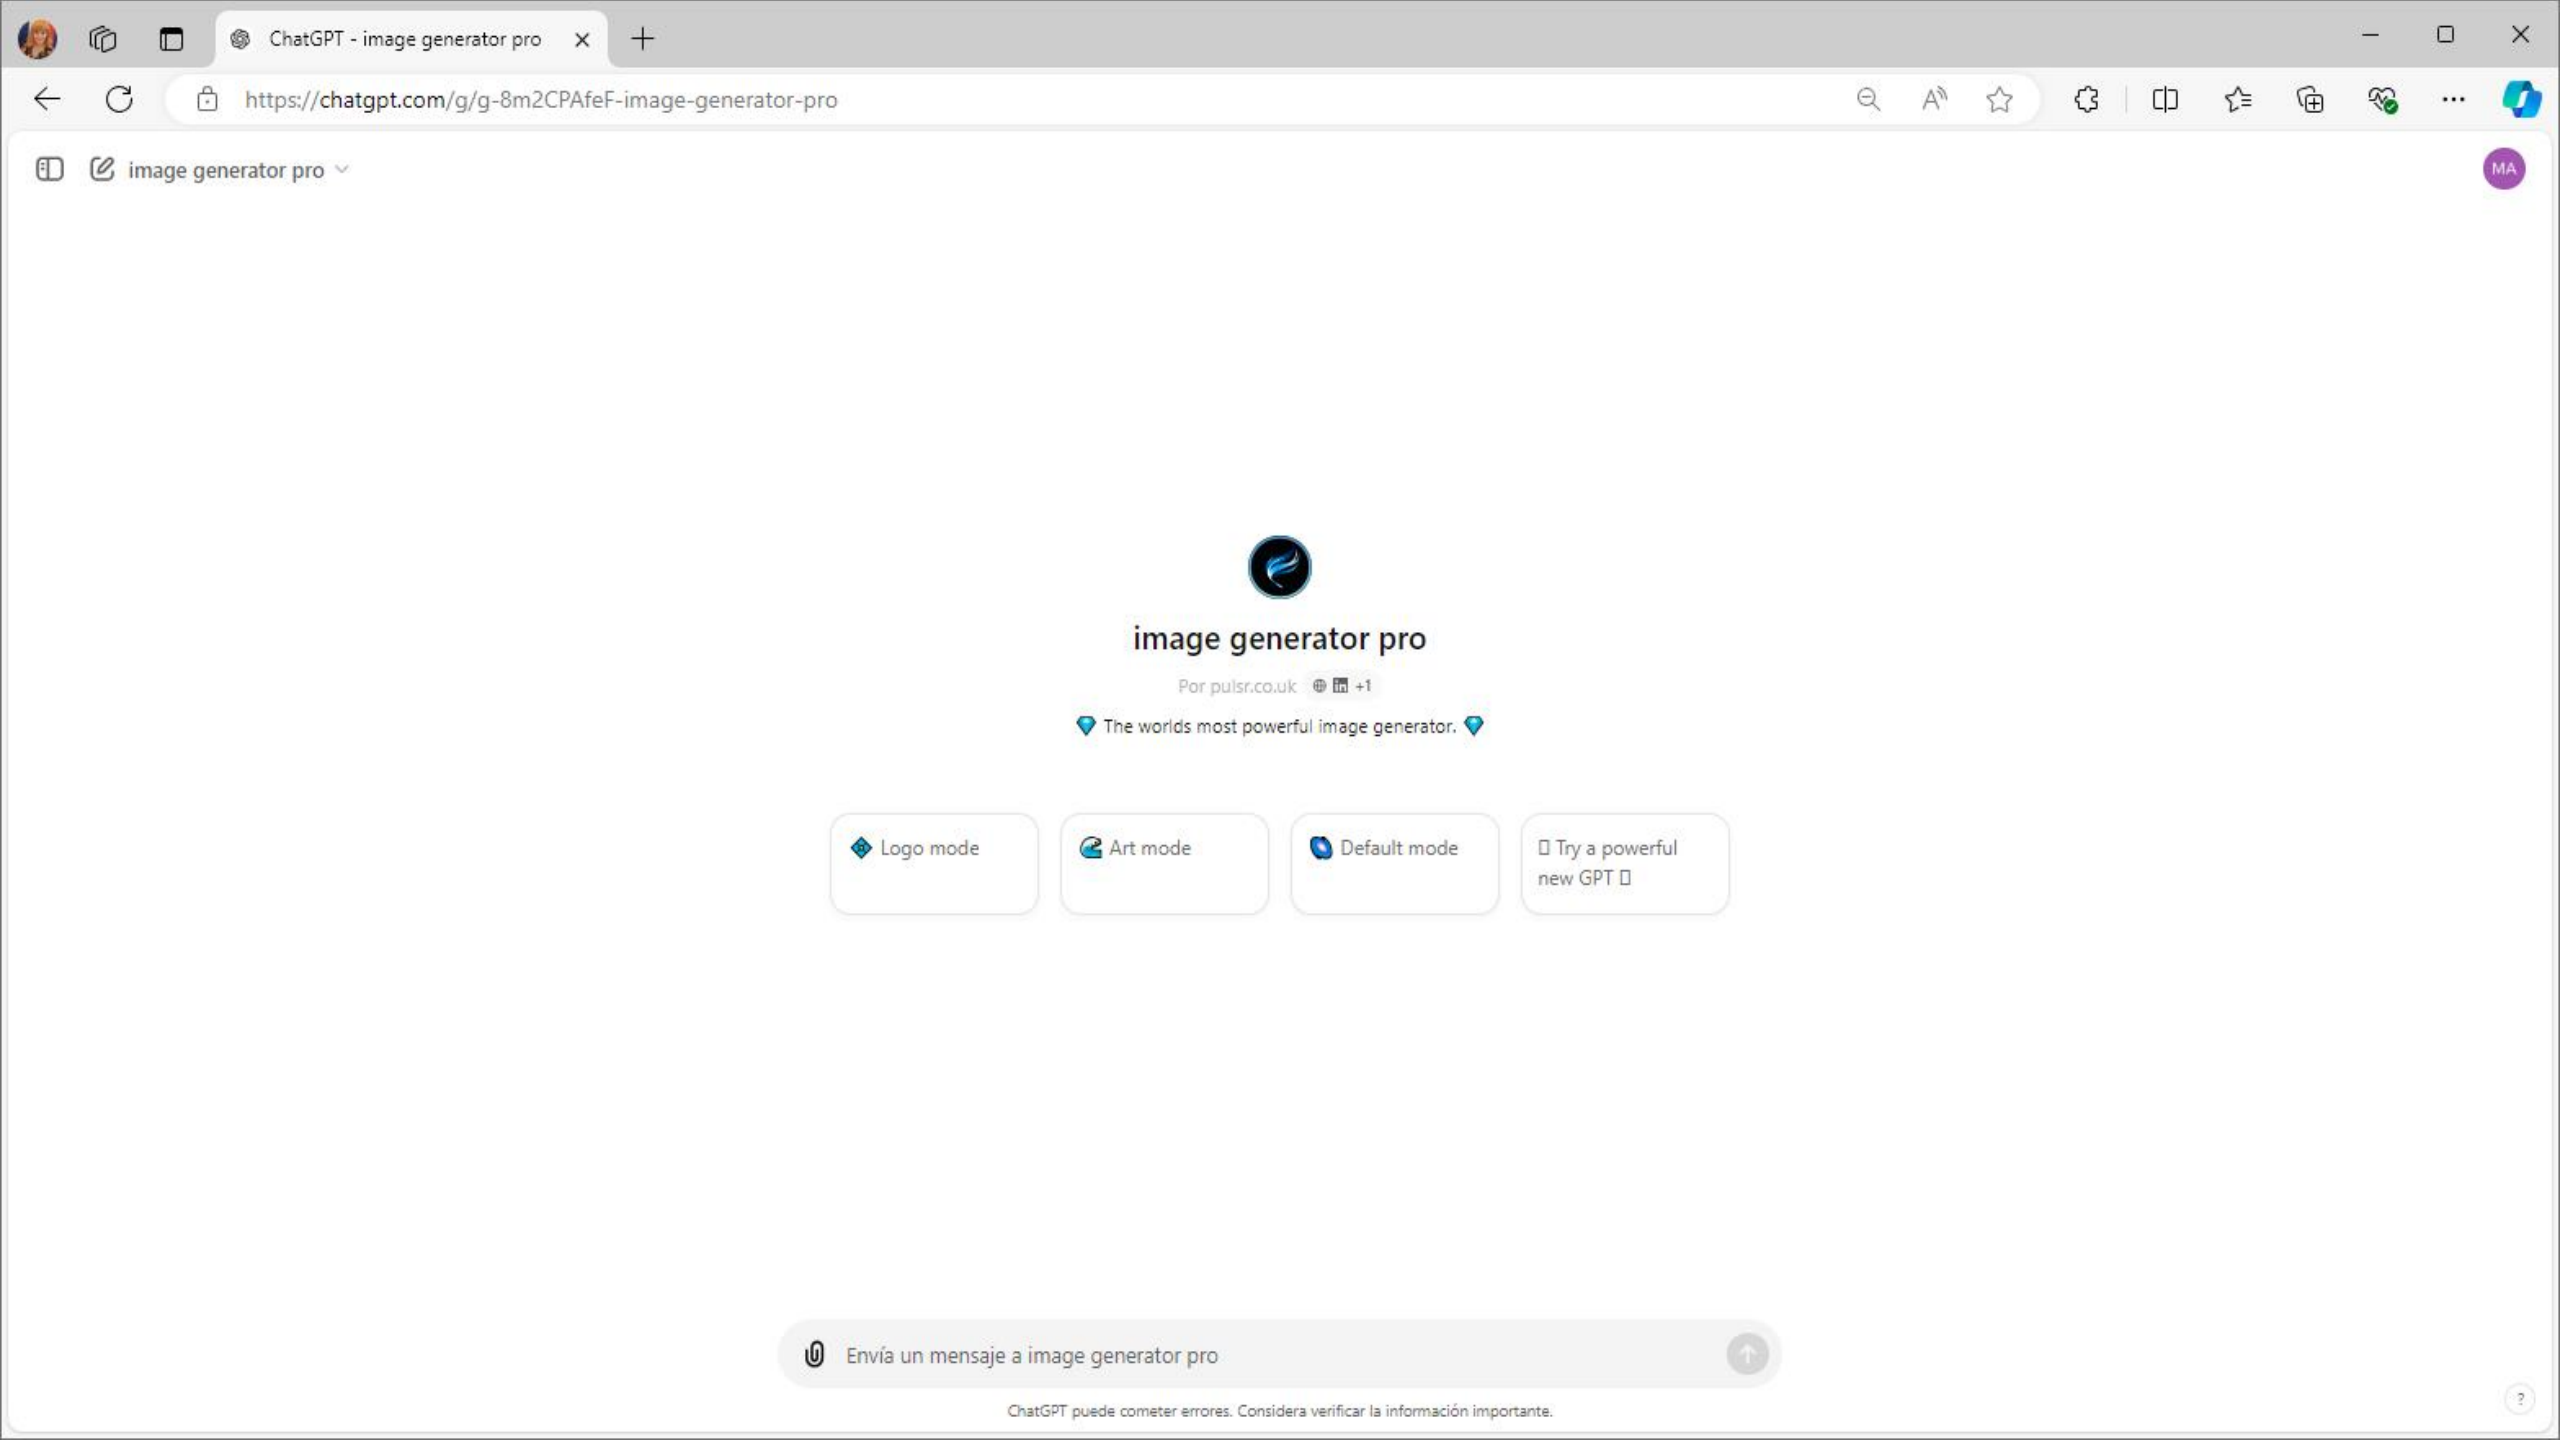 ChatGPT - image generator pro
https://chatgpt.com/g/g-8m2CPAfeF-image-generator-pro
image generator pro
MA
image generator pro
Por pulsr.co.uk +1
The worlds most powerful image generator.
Logo mode
Art mode
Default mode
Try a powerful
new GPT
Envía un mensaje a image generator pro
ChatGPT puede cometer errores. Considera verificar la información importante.
?